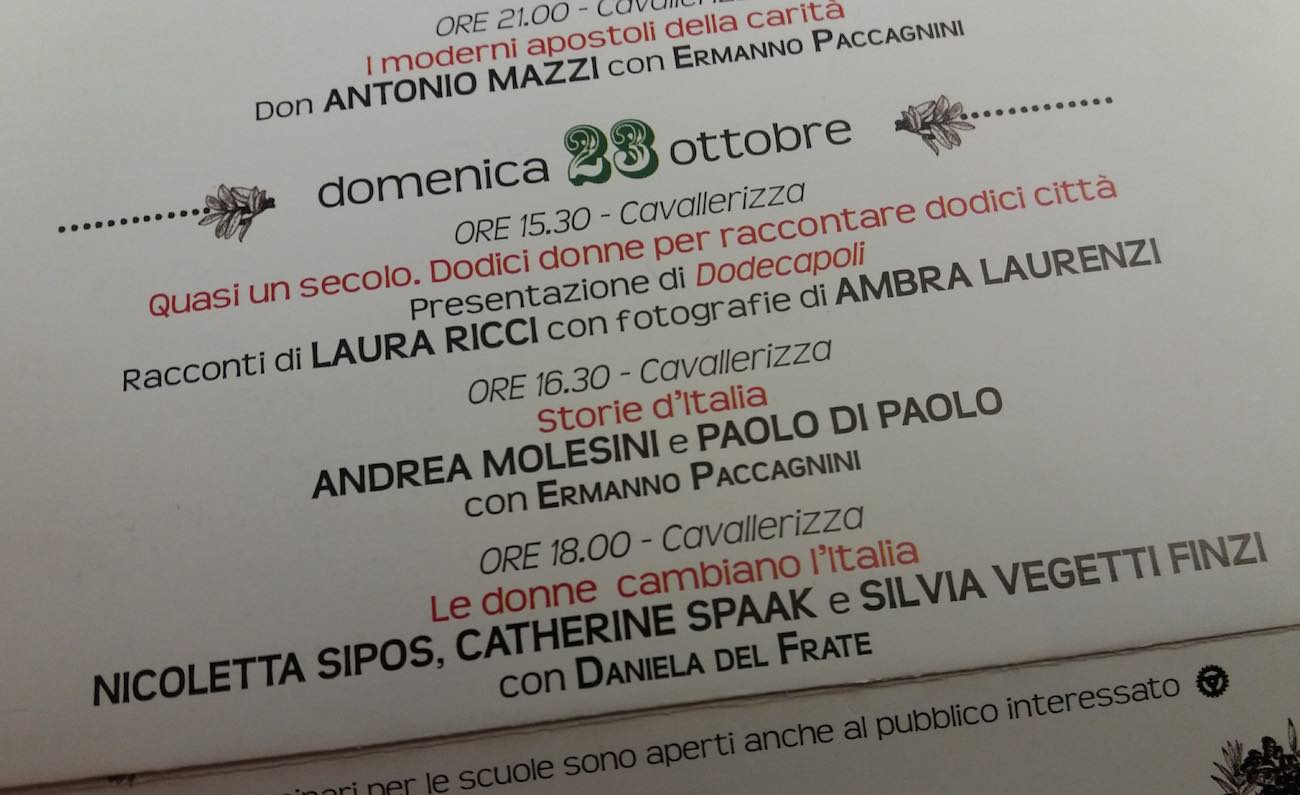 ORE 21.00 -
I moderni apostoli della carità
Don ANTONIO MAZZI con ERMANNO PACCAGNINI
domenica 23 ottobre
ORE 15.30 - Cavallerizza
Quasi un secolo. Dodici donne per raccontare dodici città
Presentazione di Dodecapoli
Racconti di LAURA RICCI con fotografie di AMBRA LAURENZI
ORE 16.30 - Cavallerizza
Storie d'Italia
ANDREA MOLESINI e PAOLO DI PAOLO
con ERMANNO PACCAGNINI
ORE 18.00 - Cavallerizza
Le donne cambiano l'Italia
NICOLETTA SIPOS, CATHERINE SPAAK e SILVIA VEGETTI FINZI
con DANIELA DEL FRATE
per le scuole sono aperti anche al pubblico interessato